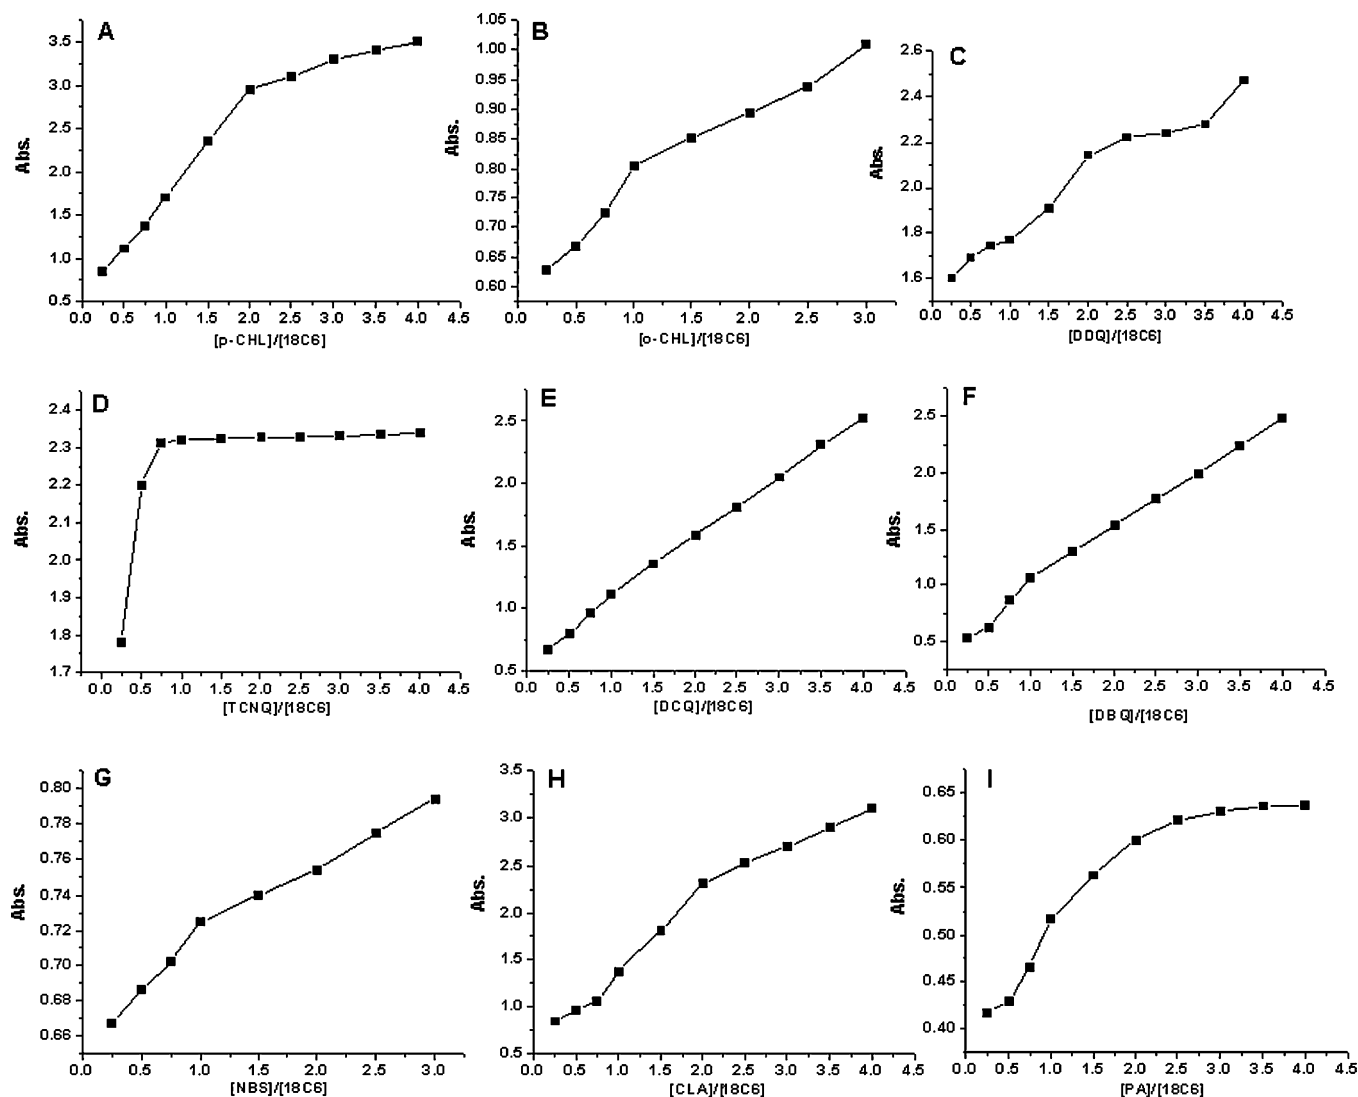 A
3.5
3.0
2.5
2.0
1.5
1.0
0.5
Abs.
0.0 0.5 1.0 1.5 2.0 2.5 3.0 3.5 4.0 4.5
[p-CHL]/[18C6]
B
1.05
1.00
0.95
0.90
0.85
0.80
0.75
0.70
0.65
0.60
Abs.
0.0 0.5 1.0 1.5 2.0 2.5 3.0
[o-CHL]/[18C6]
C
2.6
2.4
2.2
2.0
1.8
1.6
Abs.
0.0 0.5 1.0 1.5 2.0 2.5 3.0 3.5 4.0 4.5
[DDQ]/[18C6]
D
2.4
2.3
2.2
2.1
2.0
1.9
1.8
1.7
Abs.
0.0 0.5 1.0 1.5 2.0 2.5 3.0 3.5 4.0 4.5
[TCNQ]/[18C6]
E
2.5
2.0
1.5
1.0
0.5
Abs.
0.0 0.5 1.0 1.5 2.0 2.5 3.0 3.5 4.0 4.5
[DCQ]/[18C6]
F
2.5
2.0
1.5
1.0
0.5
Abs.
0.0 0.5 1.0 1.5 2.0 2.5 3.0 3.5 4.0 4.5
[DBQ]/[18C6]
G
0.80
0.78
0.76
0.74
0.72
0.70
0.68
0.66
Abs.
0.0 0.5 1.0 1.5 2.0 2.5 3.0
[NBS]/[18C6]
H
3.5
3.0
2.5
2.0
1.5
1.0
0.5
Abs.
0.0 0.5 1.0 1.5 2.0 2.5 3.0 3.5 4.0 4.5
[CLA]/[18C6]
I
0.65
0.60
0.55
0.50
0.45
0.40
Abs.
0.0 0.5 1.0 1.5 2.0 2.5 3.0 3.5 4.0 4.5
[PA]/[18C6]